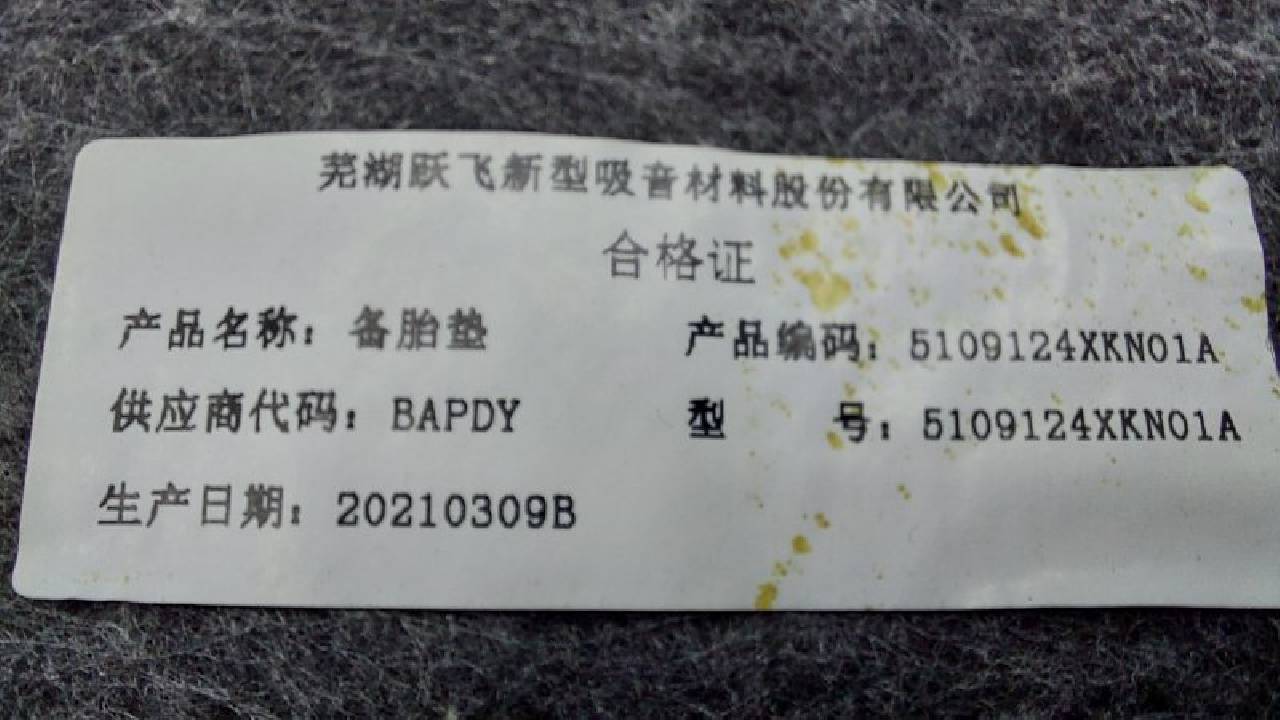 芜湖跃飞新型吸音材料股份有限公司
合格证
产品名称：备胎垫 产品编码：5109124XKN01A
供应商代码：BAPDY 型 号：5109124XKN01A
生产日期：20210309B